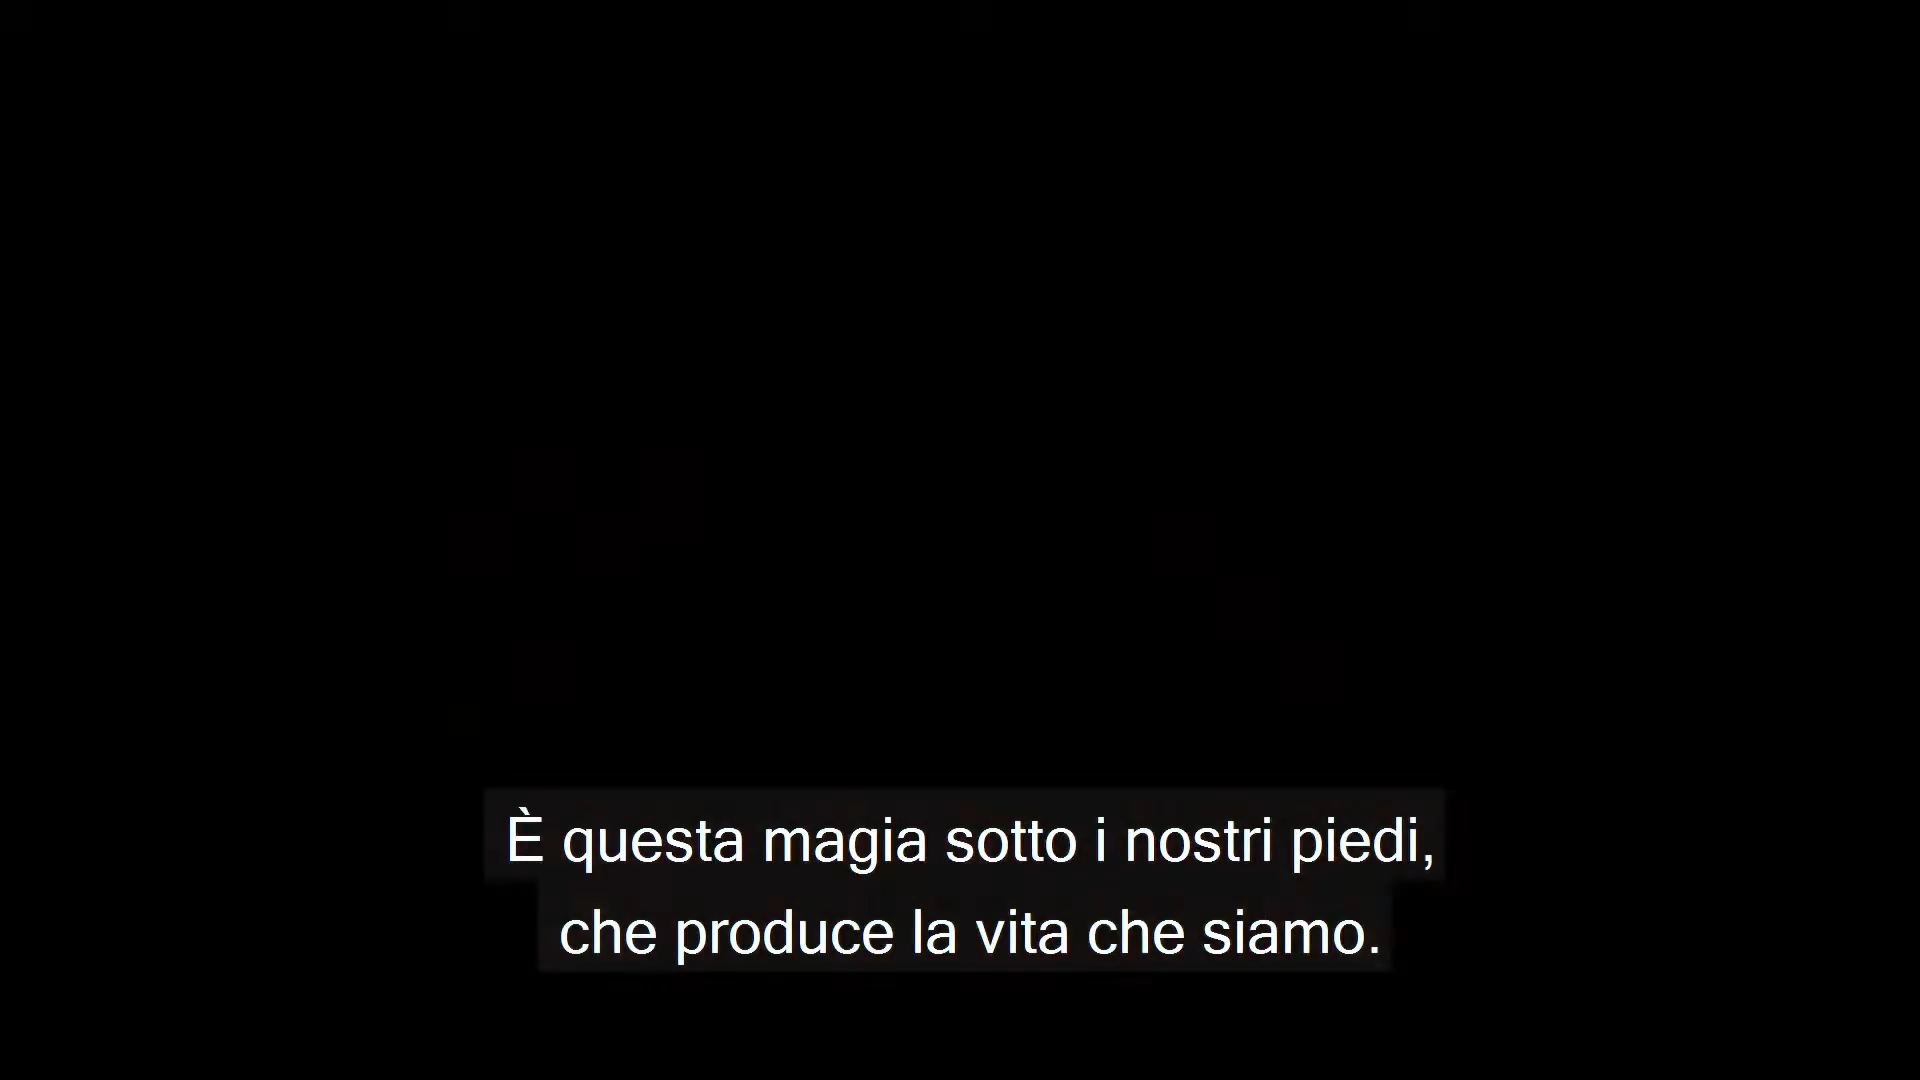 È questa magia sotto i nostri piedi,
che produce la vita che siamo.